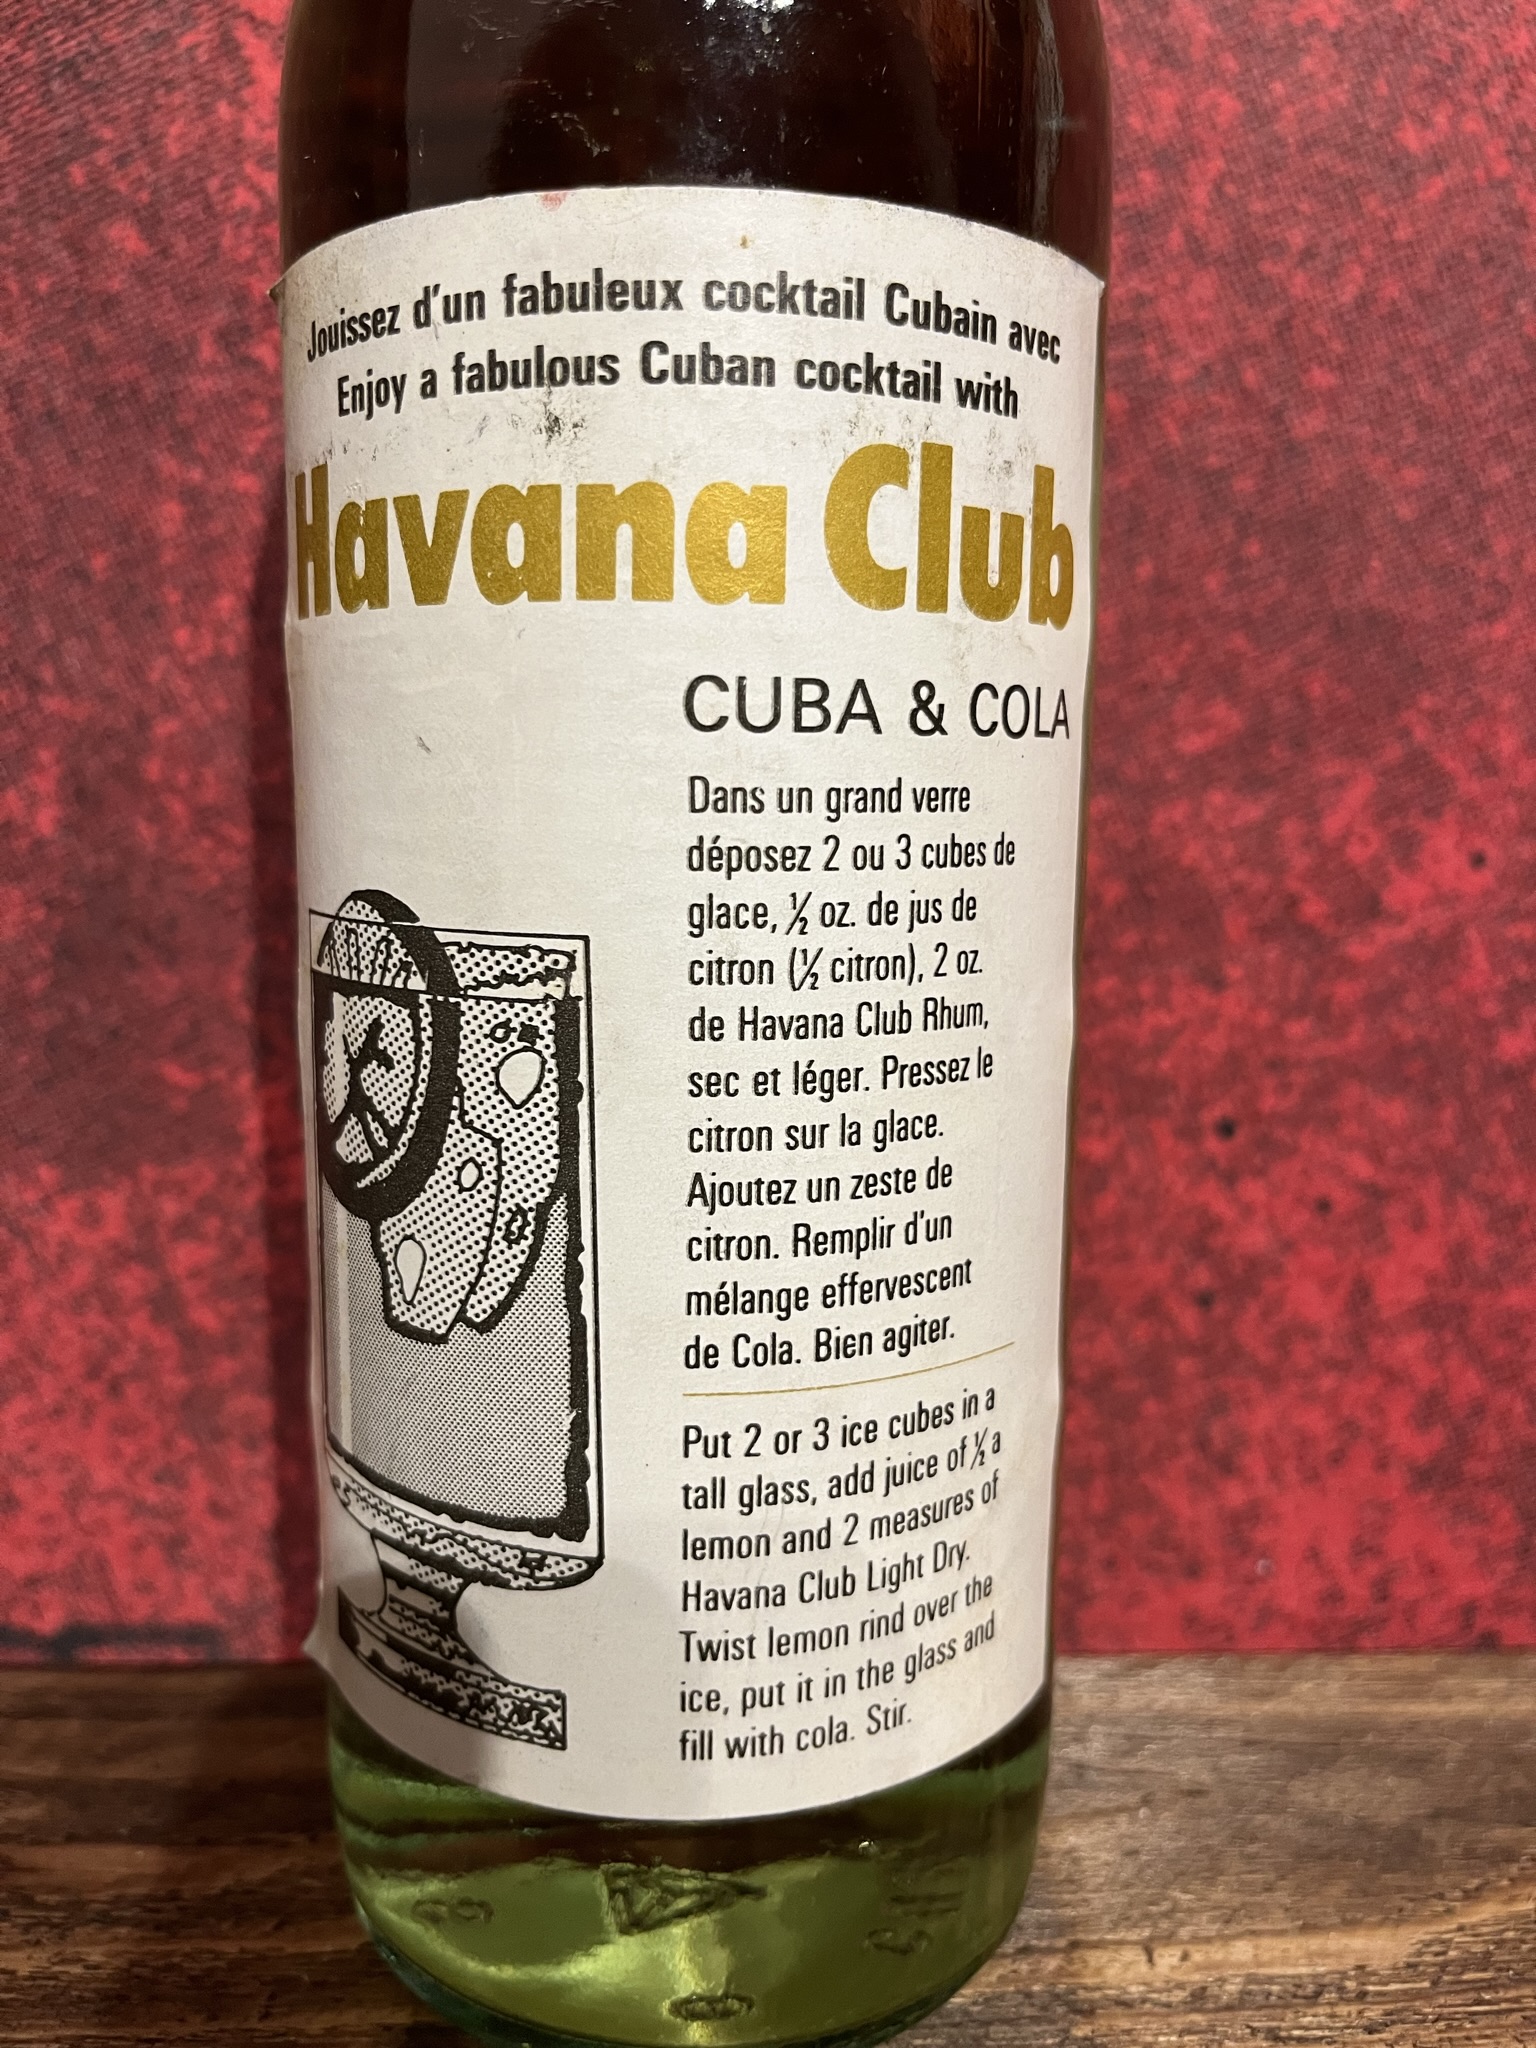 Jouissez d'un fabuleux cocktail Cubain avec
Enjoy a fabulous Cuban cocktail with
Havana Club
CUBA & COLA
Dans un grand verre
déposez 2 ou 3 cubes de
glace, ½ oz. de jus de
citron (½ citron), 2 oz.
de Havana Club Rhum,
sec et léger. Pressez le
citron sur la glace.
Ajoutez un zeste de
citron. Remplir d'un
mélange effervescent
de Cola. Bien agiter.
Put 2 or 3 ice cubes in a
tall glass, add juice of ½ a
lemon and 2 measures of
Havana Club Light Dry.
Twist lemon rind over the
ice, put it in the glass and
fill with cola. Stir.